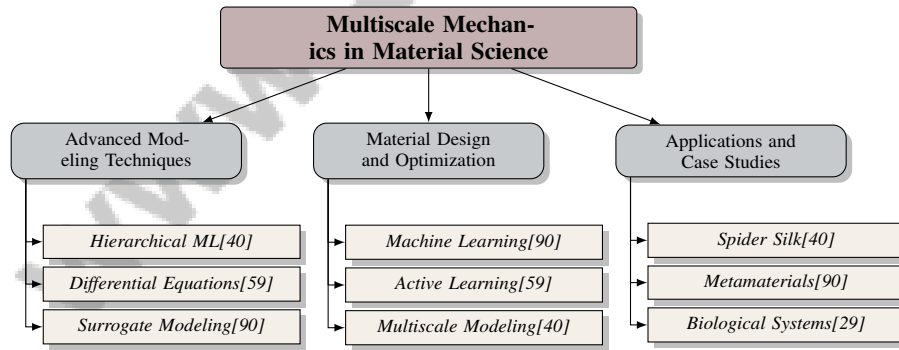 Multiscale Mechan-
ics in Material Science
Advanced Mod-
eling Techniques
Material Design
and Optimization
Applications and
Case Studies
Hierarchical ML[40]
Differential Equations[59]
Surrogate Modeling[90]
Machine Learning[90]
Active Learning[59]
Multiscale Modeling[40]
Spider Silk[40]
Metamaterials[90]
Biological Systems[29]
www